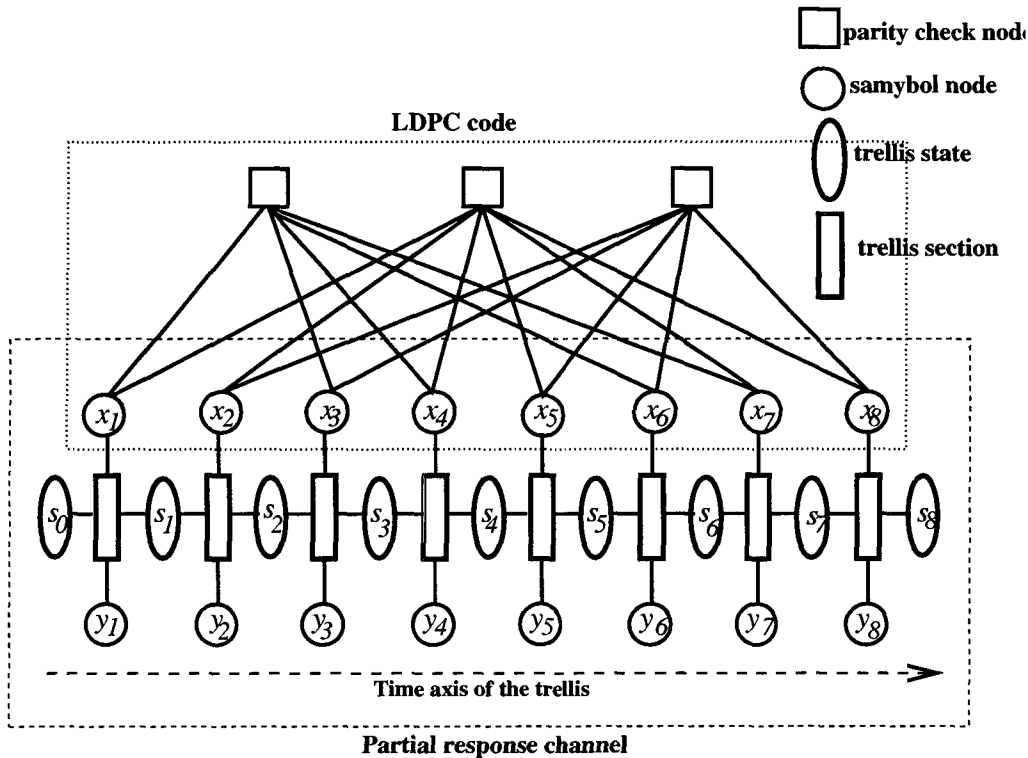 parity check node
samybol node
LDPC code
trellis state
trellis section
x1 x2 x3 x4 x5 x6 x7 x8
s0 s1 s2 s3 s4 s5 s6 s7 s8
y1 y2 y3 y4 y5 y6 y7 y8
Time axis of the trellis
Partial response channel